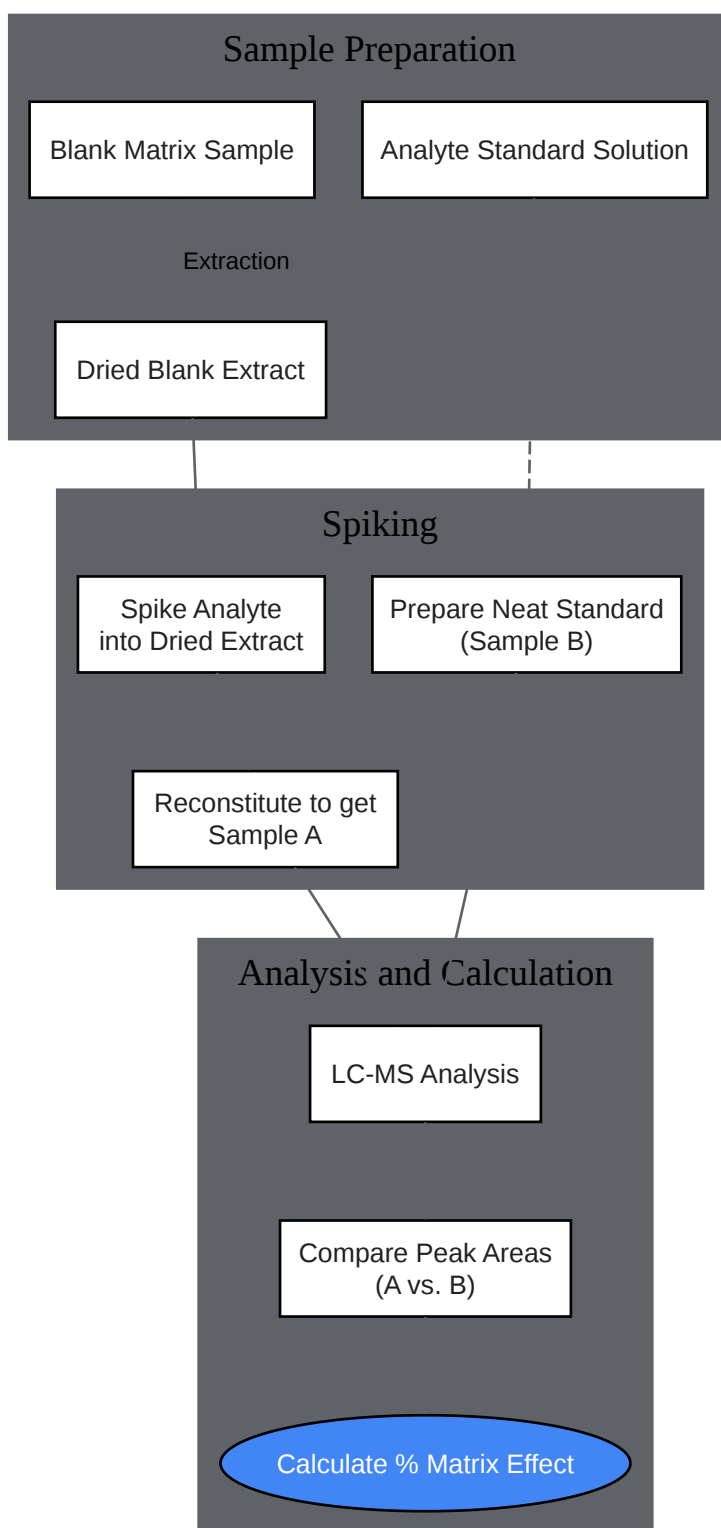 Sample Preparation
Blank Matrix Sample
Analyte Standard Solution
Extraction
Dried Blank Extract
Spiking
Spike Analyte
into Dried Extract
Prepare Neat Standard
(Sample B)
Reconstitute to get
Sample A
Analysis and Calculation
LC-MS Analysis
Compare Peak Areas
(A vs. B)
Calculate % Matrix Effect